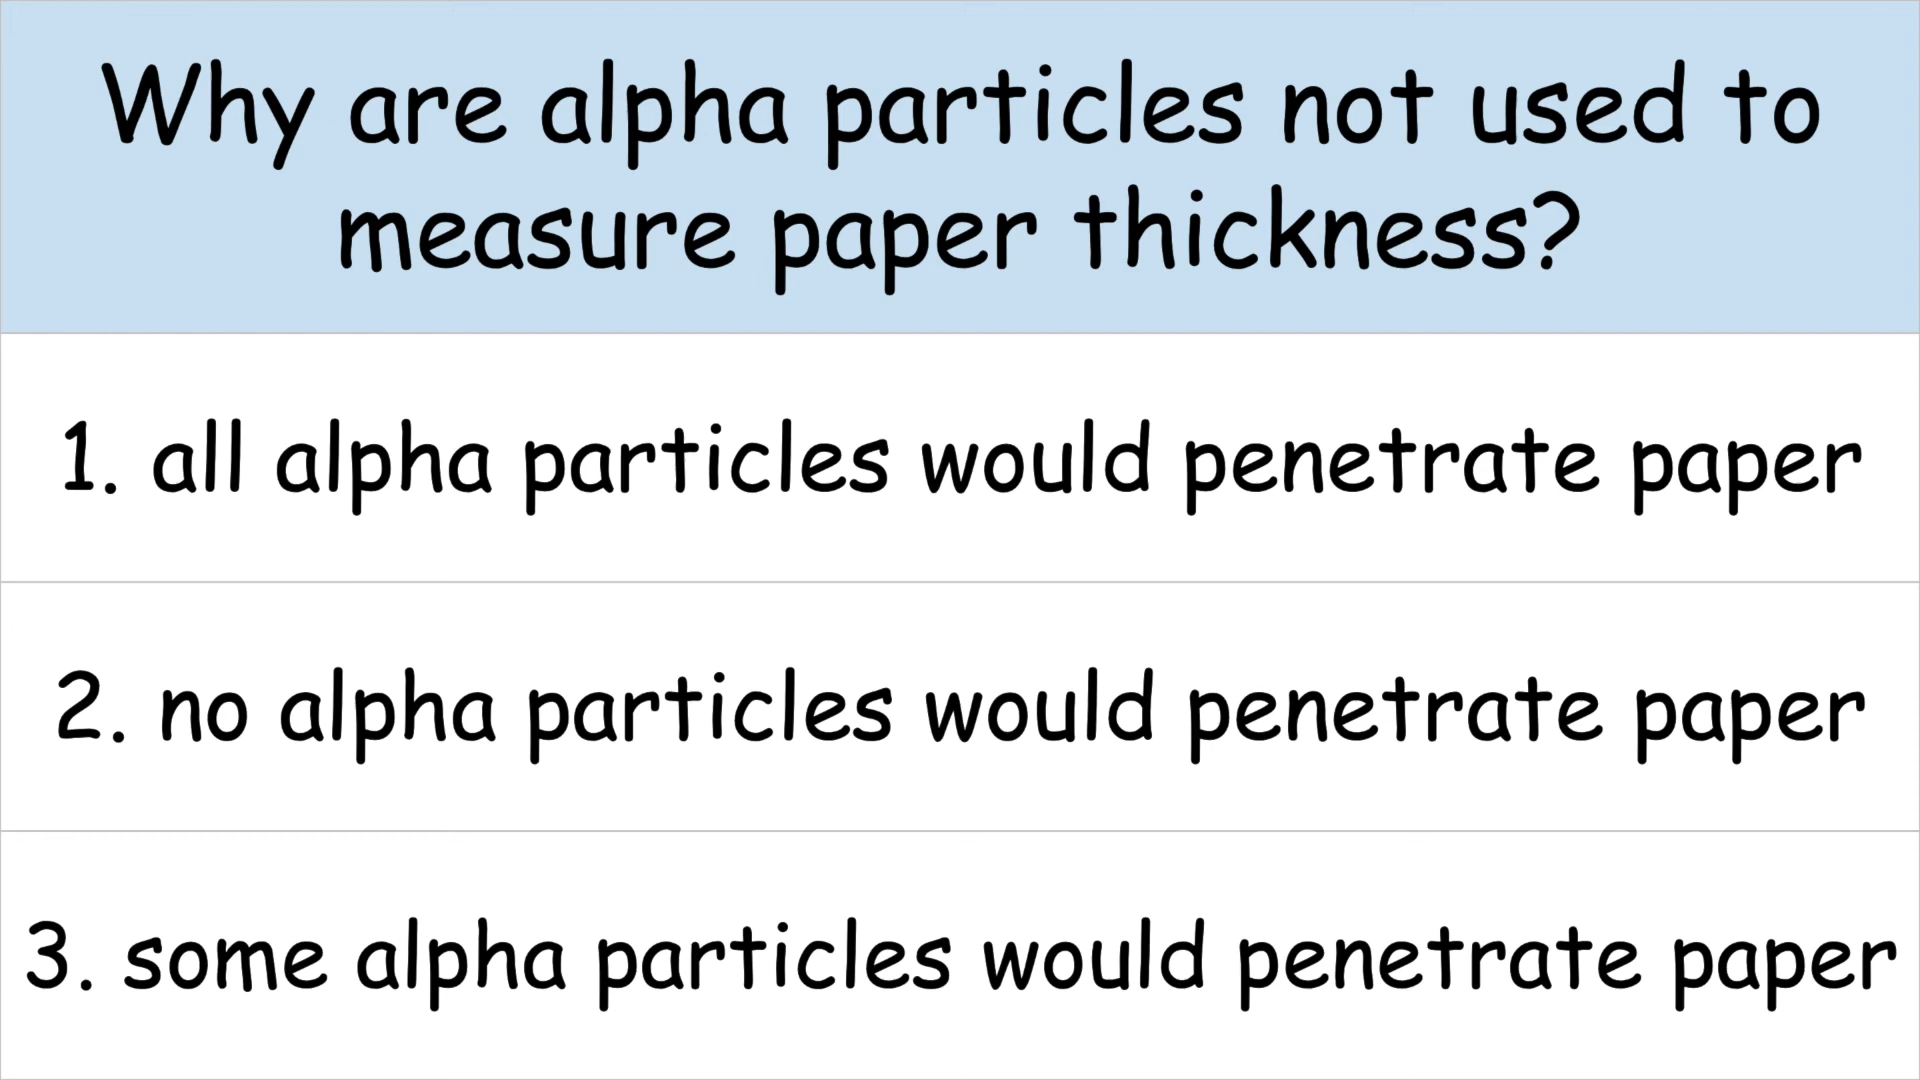 Why are alpha particles not used to
measure paper thickness?
1. all alpha particles would penetrate paper
2. no alpha particles would penetrate paper
3. some alpha particles would penetrate paper